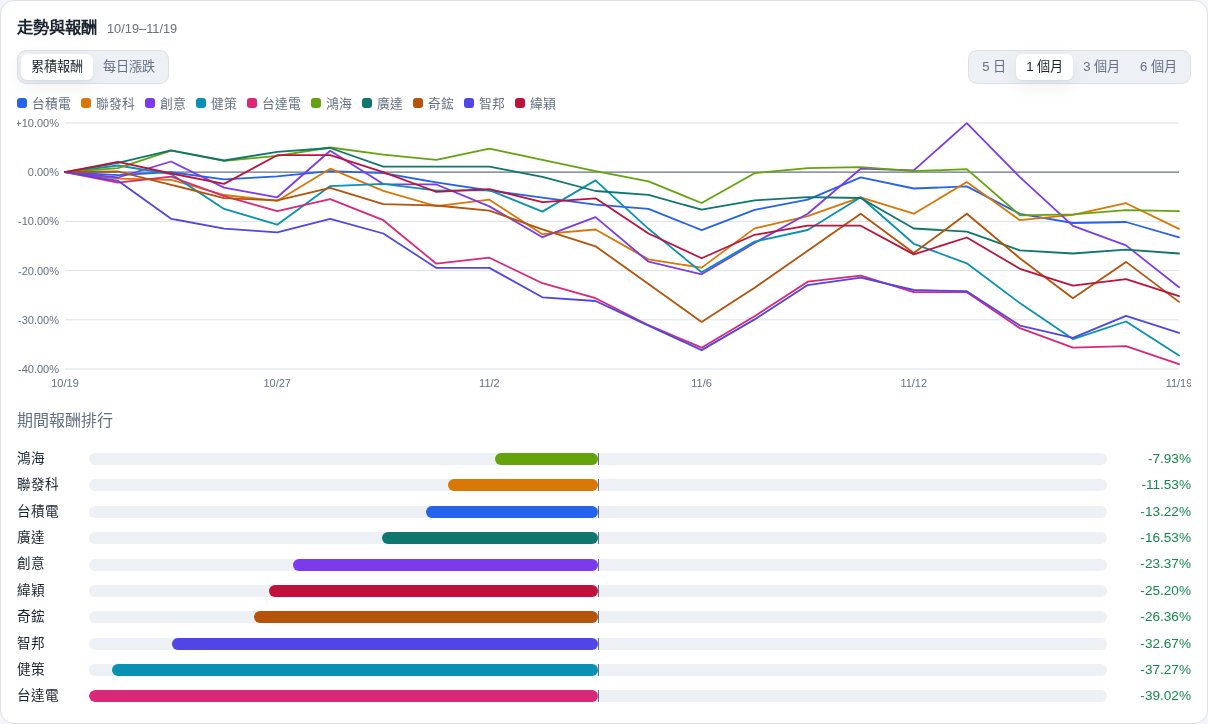 走勢與報酬 10/19–11/19
累積報酬 每日漲跌 5 日 1 個月 3 個月 6 個月
台積電 聯發科 創意 健策 台達電 鴻海 廣達 奇鋐 智邦 緯穎
+10.00%
0.00%
-10.00%
-20.00%
-30.00%
-40.00%
10/19 10/27 11/2 11/6 11/12 11/19
期間報酬排行
鴻海 -7.93%
聯發科 -11.53%
台積電 -13.22%
廣達 -16.53%
創意 -23.37%
緯穎 -25.20%
奇鋐 -26.36%
智邦 -32.67%
健策 -37.27%
台達電 -39.02%